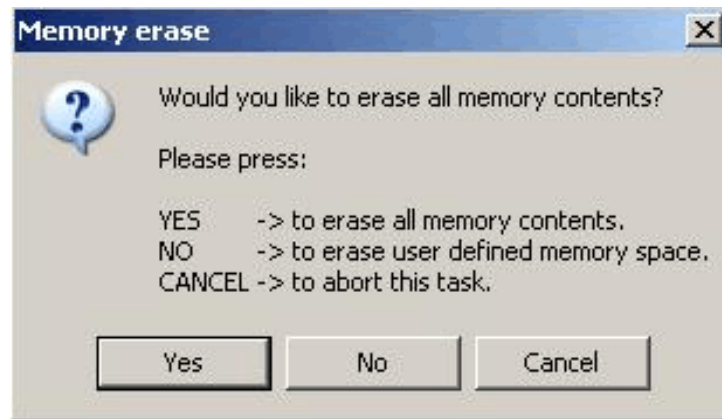 Memory erase
Would you like to erase all memory contents?
Please press:
YES -> to erase all memory contents.
NO -> to erase user defined memory space.
CANCEL -> to abort this task.
Yes No Cancel